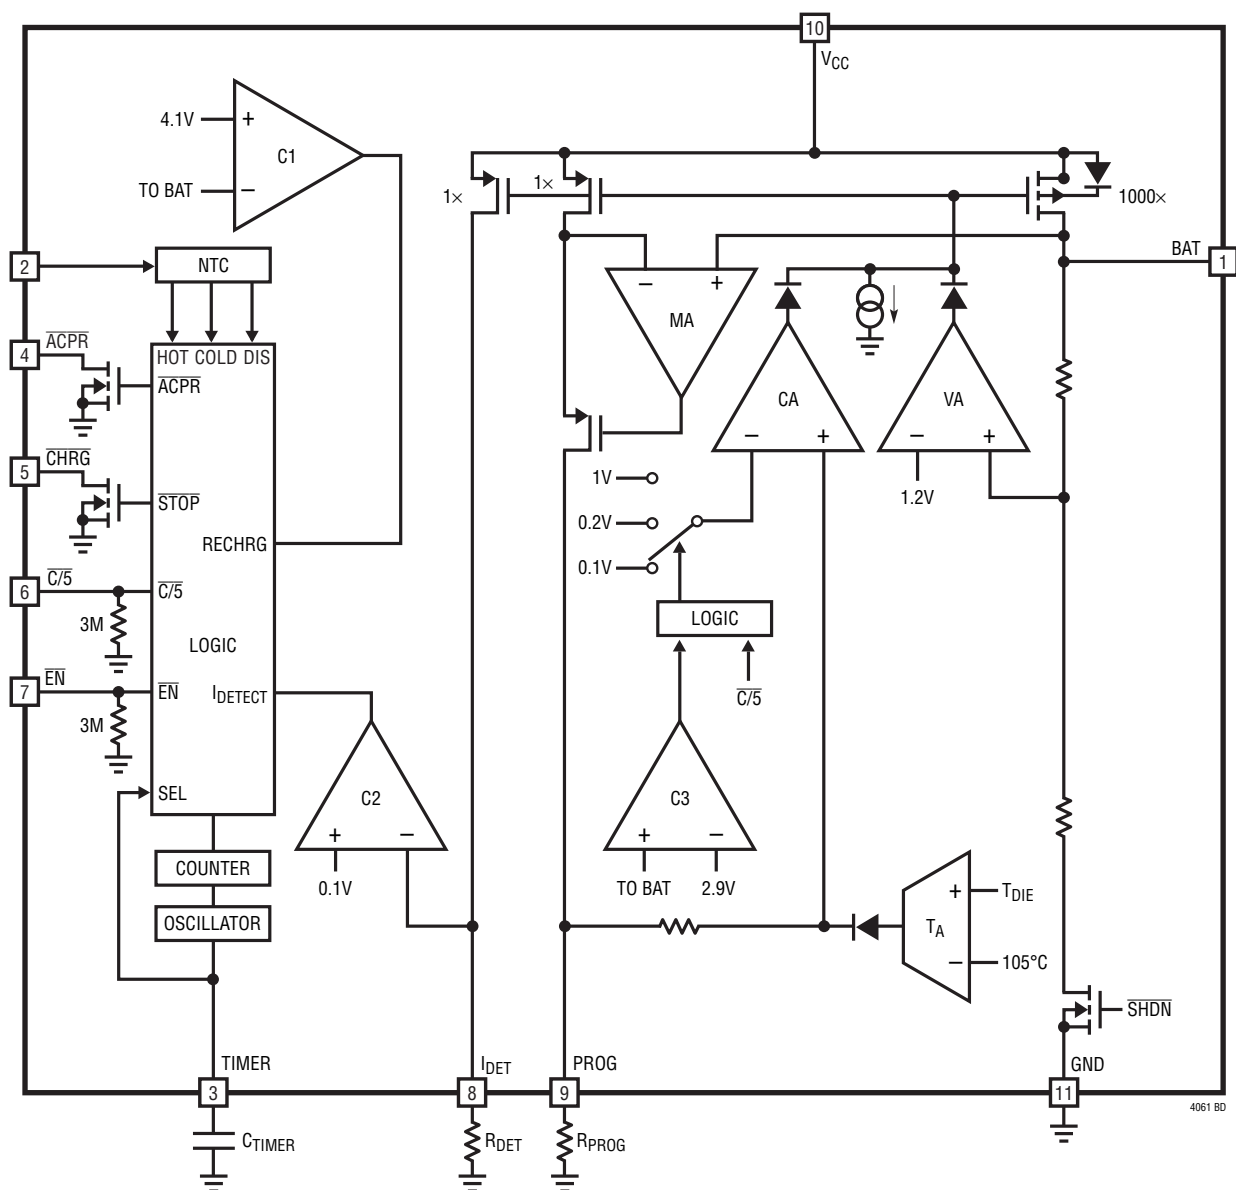 10
VCC
4.1V
+
C1
TO BAT
−
1×
1×
1000×
BAT
1
2
NTC
HOT COLD DIS
4
ACPR
ACPR
− +
MA
CA
− +
VA
− +
1.2V
5
CHRG
STOP
RECHRG
1V
0.2V
0.1V
6
C/5
C/5
3M
LOGIC
LOGIC
C/5
7
EN
EN
IDETECT
3M
SEL
C2
+ −
0.1V
C3
+ −
TO BAT
2.9V
COUNTER
OSCILLATOR
+
TDIE
TA
−
105°C
SHDN
TIMER
3
IDET
8
PROG
9
GND
11
4061 BD
CTIMER
RDET
RPROG